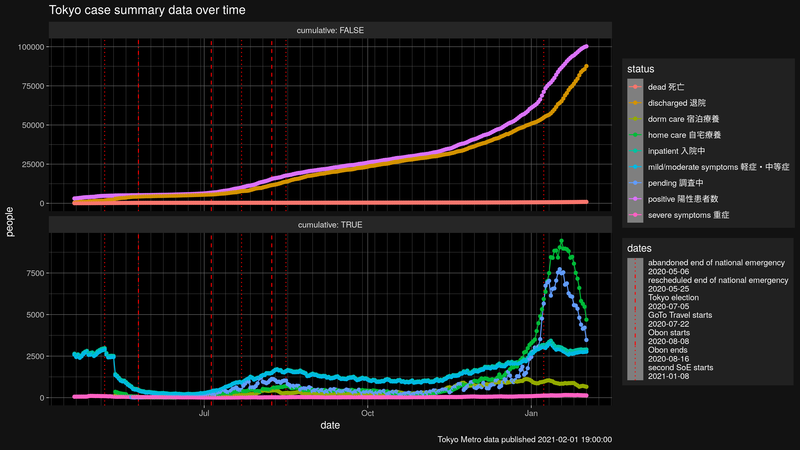 Tokyo case summary data over time
cumulative: FALSE
100000
75000
50000
25000
0
cumulative: TRUE
7500
5000
2500
0
people
Jul
Oct
Jan
date
status
dead 死亡
discharged 退院
dorm care 宿泊療養
home care 自宅療養
inpatient 入院中
mild/moderate symptoms 軽症・中等症
pending 調査中
positive 陽性患者数
severe symptoms 重症
dates
abandoned end of national emergency
2020-05-06
rescheduled end of national emergency
2020-05-25
Tokyo election
2020-07-05
GoTo Travel starts
2020-07-22
Obon starts
2020-08-08
Obon ends
2020-08-16
second SoE starts
2021-01-08
Tokyo Metro data published 2021-02-01 19:00:00